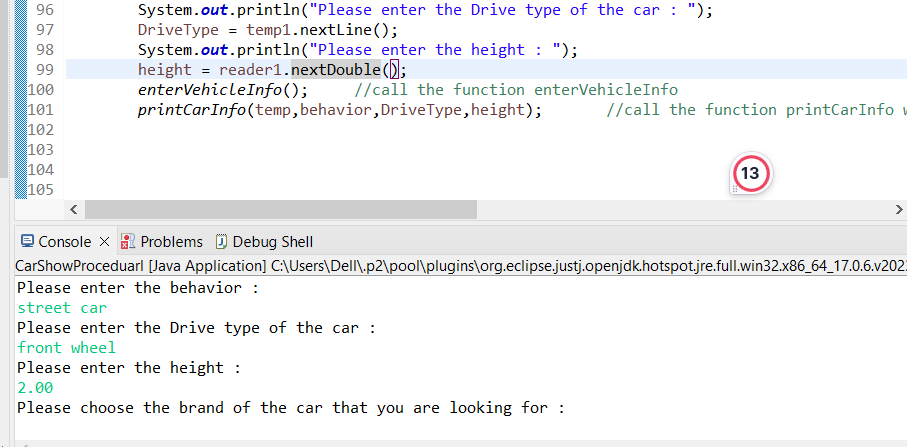 96 System.out.println("Please enter the Drive type of the car : ");
97 DriveType = temp1.nextLine();
98 System.out.println("Please enter the height : ");
99 height = reader1.nextDouble();
100 enterVehicleInfo(); //call the function enterVehicleInfo
101 printCarInfo(temp,behavior,DriveType,height); //call the function printCarInfo
102
103
104
105
13
Console Problems Debug Shell
CarShowProceduarl [Java Application] C:\Users\Dell\.p2\pool\plugins\org.eclipse.justj.openjdk.hotspot.jre.full.win32.x86_64_17.0.6.v202
Please enter the behavior :
street car
Please enter the Drive type of the car :
front wheel
Please enter the height :
2.00
Please choose the brand of the car that you are looking for :